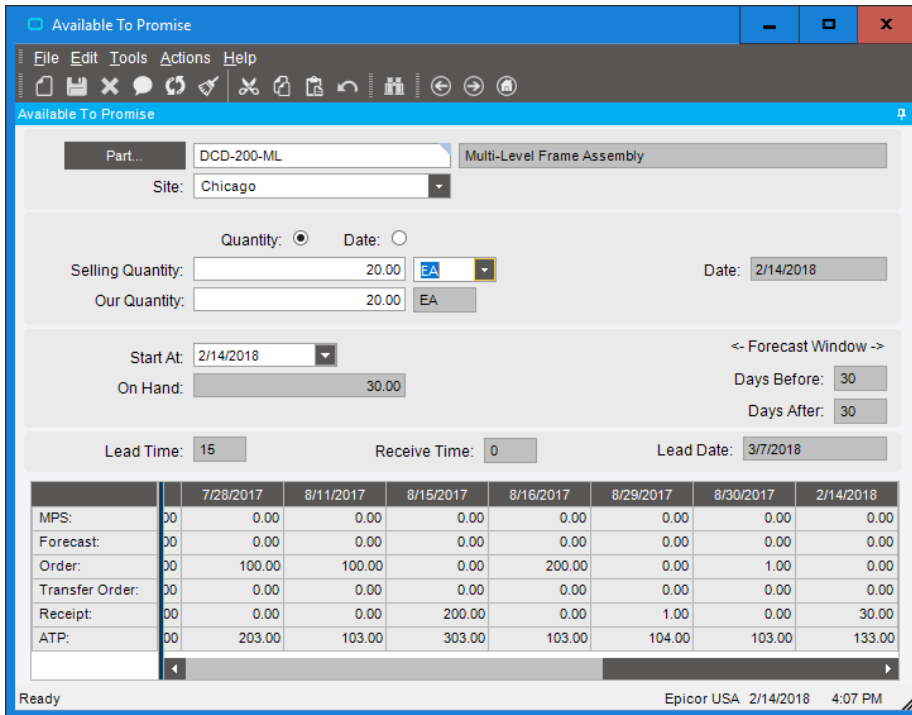 Available To Promise
File Edit Tools Actions Help
Available To Promise
Part... DCD-200-ML Multi-Level Frame Assembly
Site: Chicago
Quantity: Date:
Selling Quantity: 20.00 EA Date: 2/14/2018
Our Quantity: 20.00 EA
Start At: 2/14/2018 <- Forecast Window ->
On Hand: 30.00 Days Before: 30
Days After: 30
Lead Time: 15 Receive Time: 0 Lead Date: 3/7/2018
7/28/2017 8/11/2017 8/15/2017 8/16/2017 8/29/2017 8/30/2017 2/14/2018
MPS: 00 0.00 0.00 0.00 0.00 0.00 0.00 0.00
Forecast: 00 0.00 0.00 0.00 0.00 0.00 0.00 0.00
Order: 00 100.00 100.00 0.00 200.00 0.00 1.00 0.00
Transfer Order: 00 0.00 0.00 0.00 0.00 0.00 0.00 0.00
Receipt: 00 0.00 0.00 200.00 0.00 1.00 0.00 30.00
ATP: 00 203.00 103.00 303.00 103.00 104.00 103.00 133.00
Ready Epicor USA 2/14/2018 4:07 PM